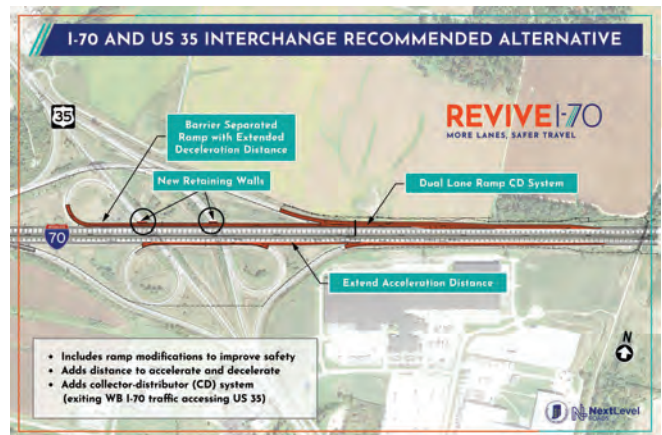 I-70 AND US 35 INTERCHANGE RECOMMENDED ALTERNATIVE
35
REVIVE I-70
MORE LANES, SAFER TRAVEL
Barrier Separated
Ramp with Extended
Deceleration Distance
New Retaining Walls
Dual Lane Ramp CD System
70
Extend Acceleration Distance
• Includes ramp modifications to improve safety
• Adds distance to accelerate and decelerate
• Adds collector-distributor (CD) system
(exiting WB I-70 traffic accessing US 35)
N
NextLevel
ROADS